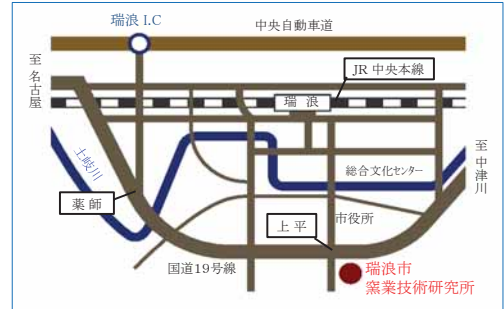 瑞浪 I.C
中央自動車道
至 名古屋
JR 中央本線
瑞 浪
土岐川
至 中津川
総合文化センター
薬 師
市役所
上 平
国道19号線
瑞浪市
窯業技術研究所